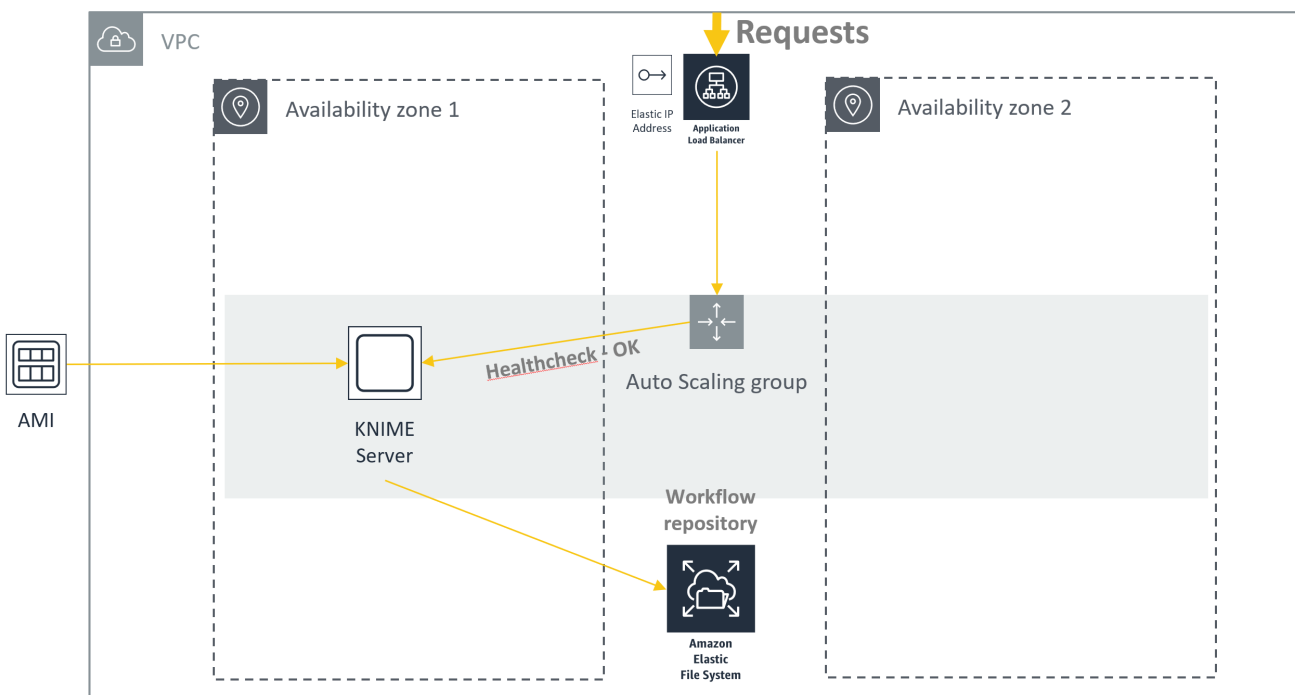 Requests
VPC
Availability zone 1
Elastic IP
Address
Application
Load Balancer
Availability zone 2
Healthcheck - OK
Auto Scaling group
AMI
KNIME
Server
Workflow
repository
Amazon
Elastic
File System